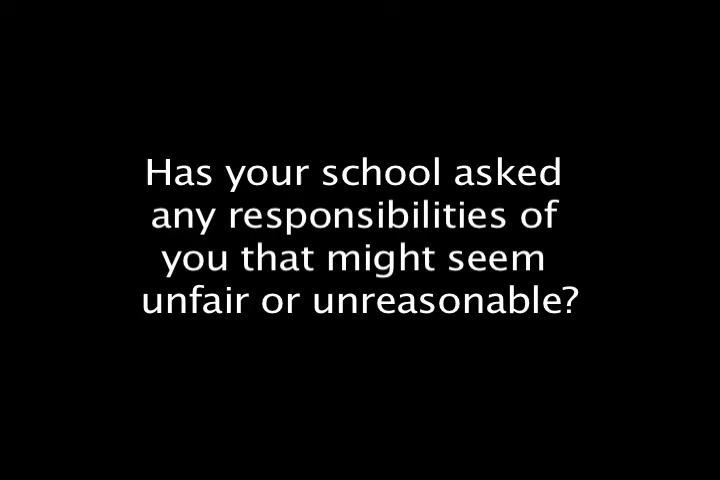 Has your school asked
any responsibilities of
you that might seem
unfair or unreasonable?